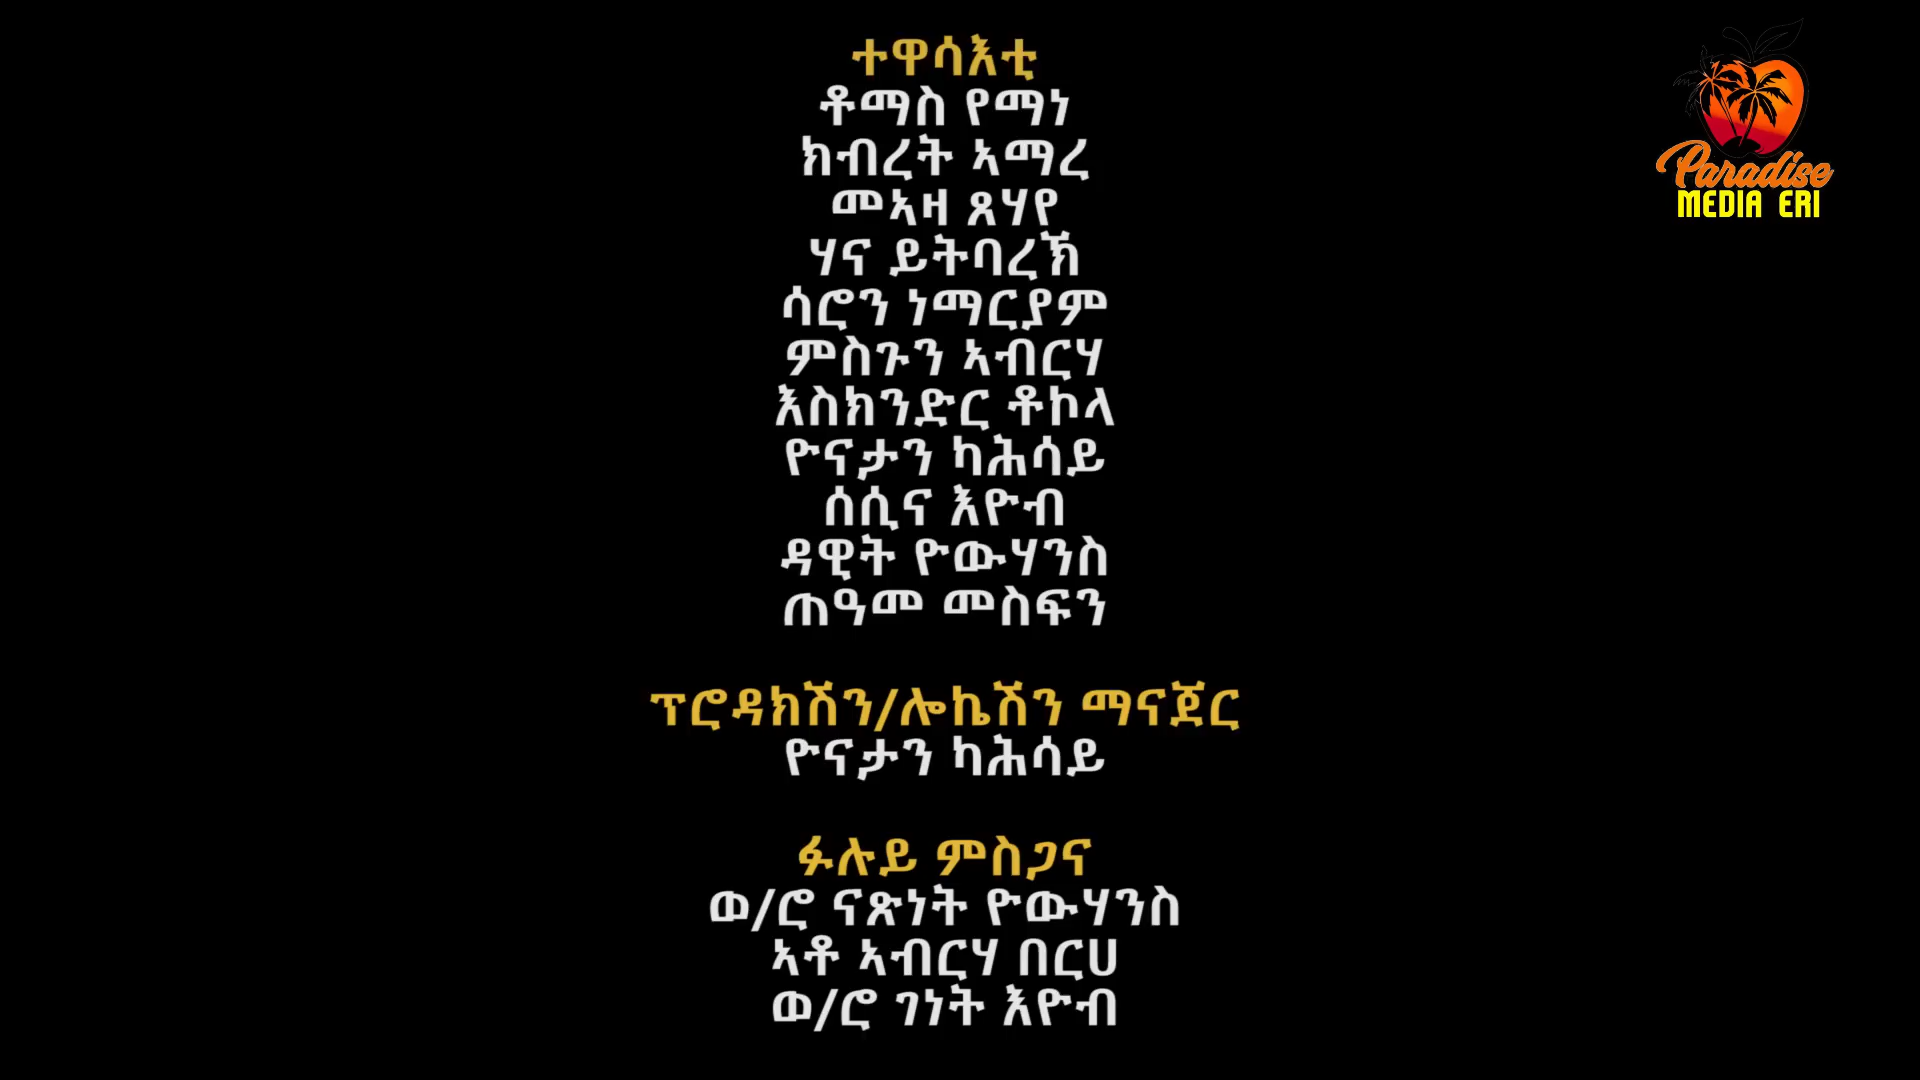 ተዋሳእቲ
ቶማስ የማነ
ክብረት ኣማረ
መኣዛ ጸሃየ
ሃና ይትባረኽ
ሳሮን ነማርያም
ምስጉን ኣብርሃ
እስክንድር ቶኮላ
ዮናታን ካሕሳይ
ሰሲና እዮብ
ዳዊት ዮውሃንስ
ጠዓመ መስፍን
ፕሮዳክሽን/ሎኬሽን ማናጀር
ዮናታን ካሕሳይ
ፉሉይ ምስጋና
ወ/ሮ ናጽነት ዮውሃንስ
ኣቶ ኣብርሃ በርሀ
ወ/ሮ ገነት እዮብ
Paradise
MEDIA ERI